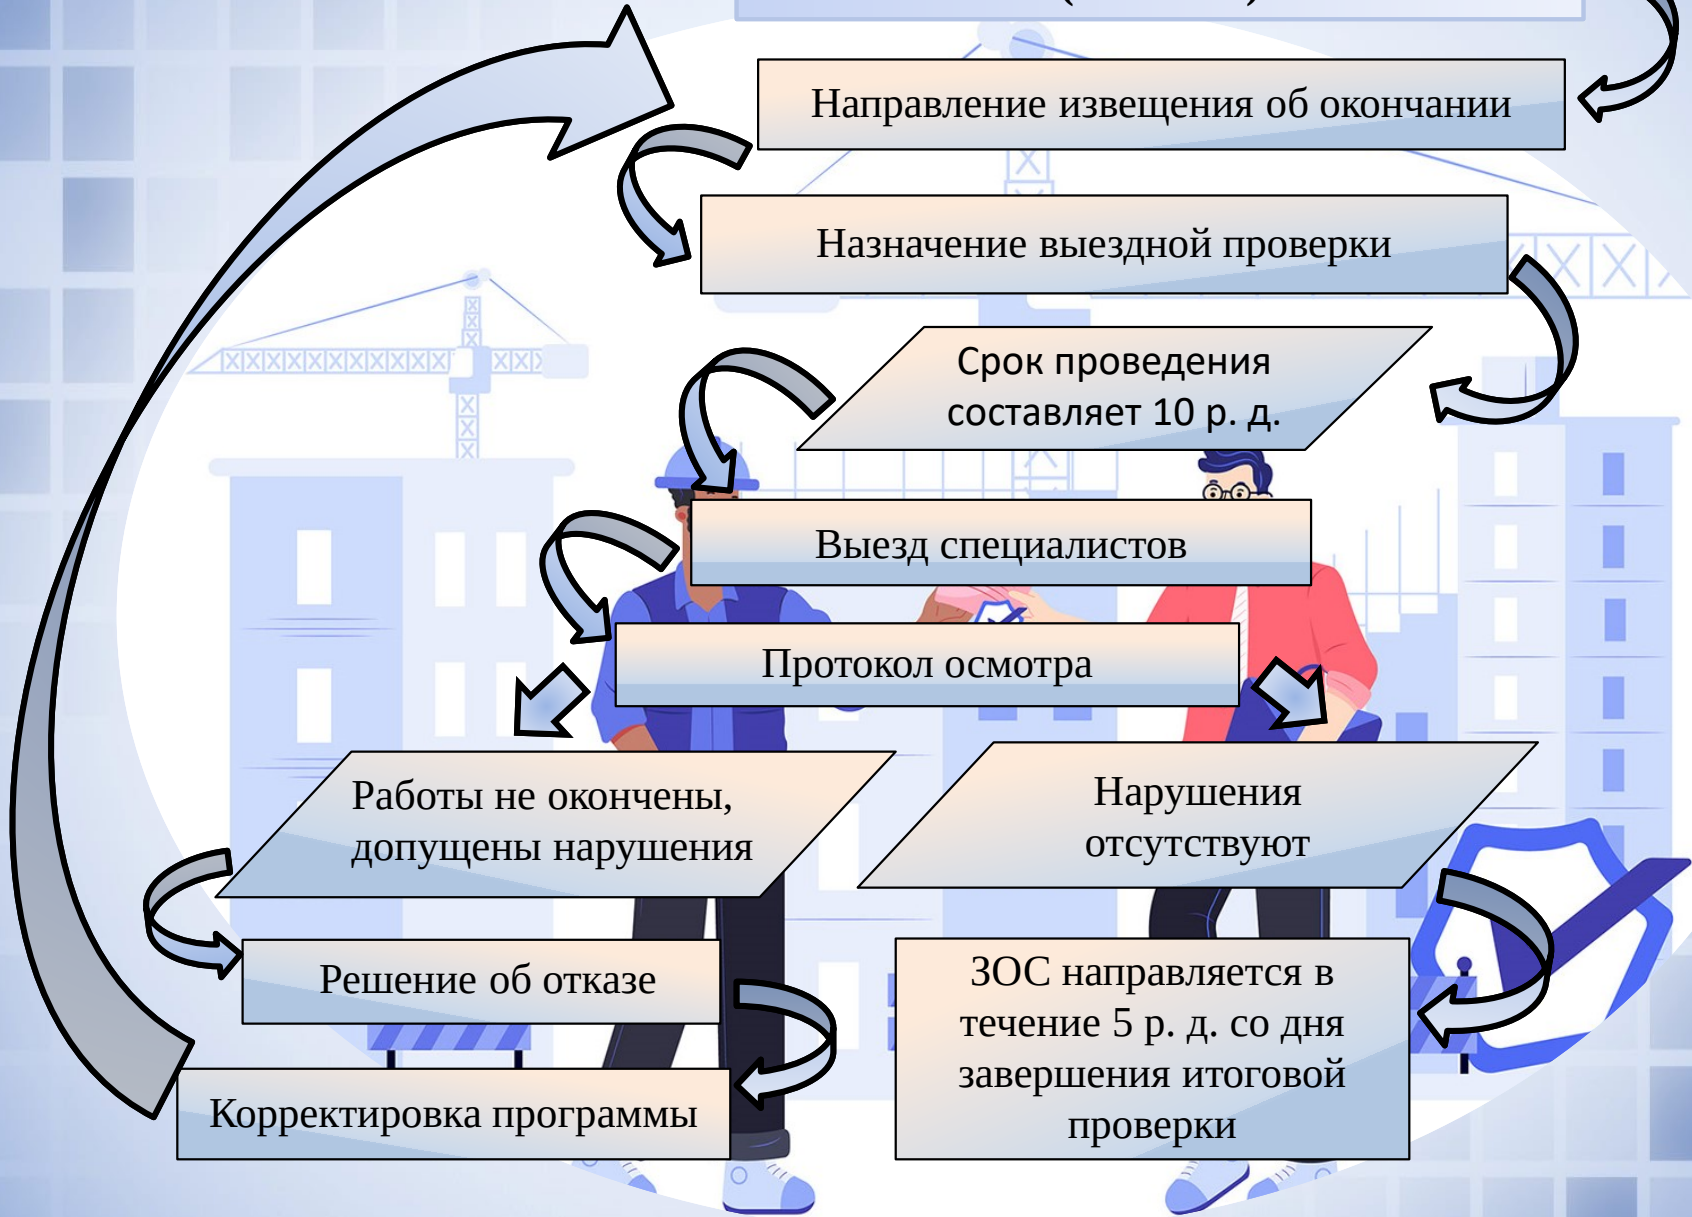 Направление извещения об окончании
Назначение выездной проверки
Срок проведения
составляет 10 р. д.
Выезд специалистов
Протокол осмотра
Работы не окончены,
допущены нарушения
Нарушения
отсутствуют
Решение об отказе
ЗОС направляется в
течение 5 р. д. со дня
завершения итоговой
проверки
Корректировка программы